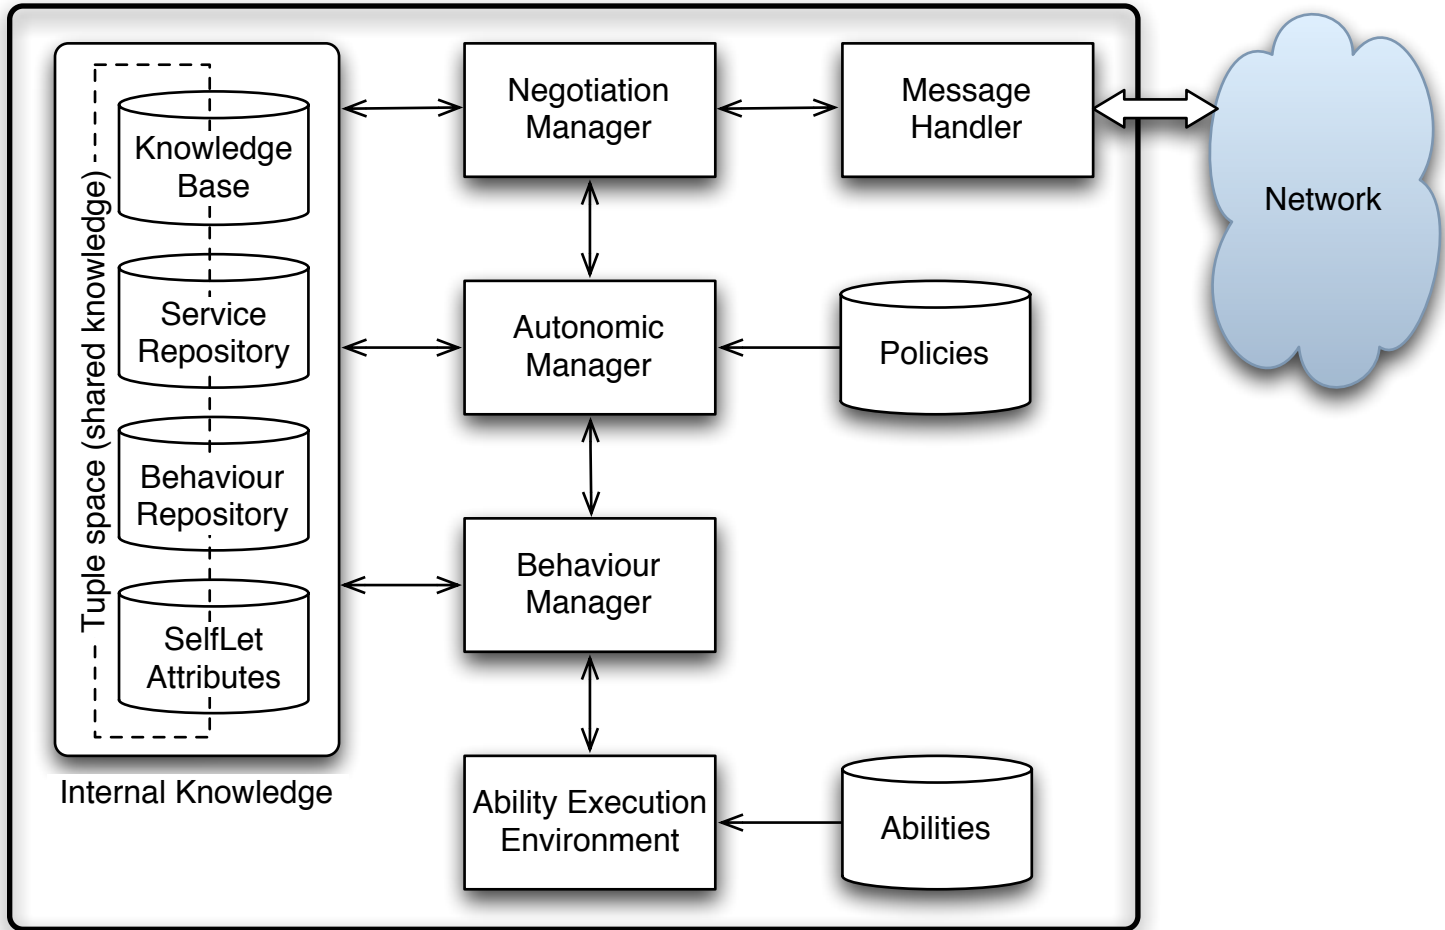 Tuple space (shared knowledge)
Knowledge
Base
Service
Repository
Behaviour
Repository
SelfLet
Attributes
Internal Knowledge
Negotiation
Manager
Message
Handler
Network
Autonomic
Manager
Policies
Behaviour
Manager
Ability Execution
Environment
Abilities